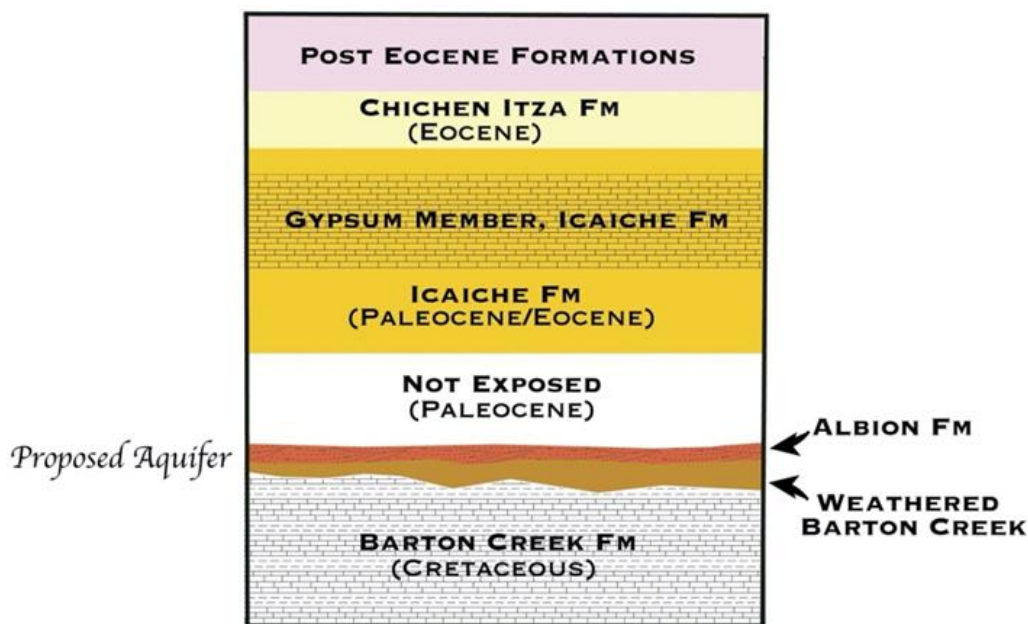 POST EOCENE FORMATIONS
CHICHEN ITZA FM
(EOCENE)
GYPSUM MEMBER, ICAICHE FM
ICAICHE FM
(PALEOCENE/EOCENE)
NOT EXPOSED
(PALEOCENE)
ALBION FM
Proposed Aquifer
WEATHERED
BARTON CREEK
BARTON CREEK FM
(CRETACEOUS)